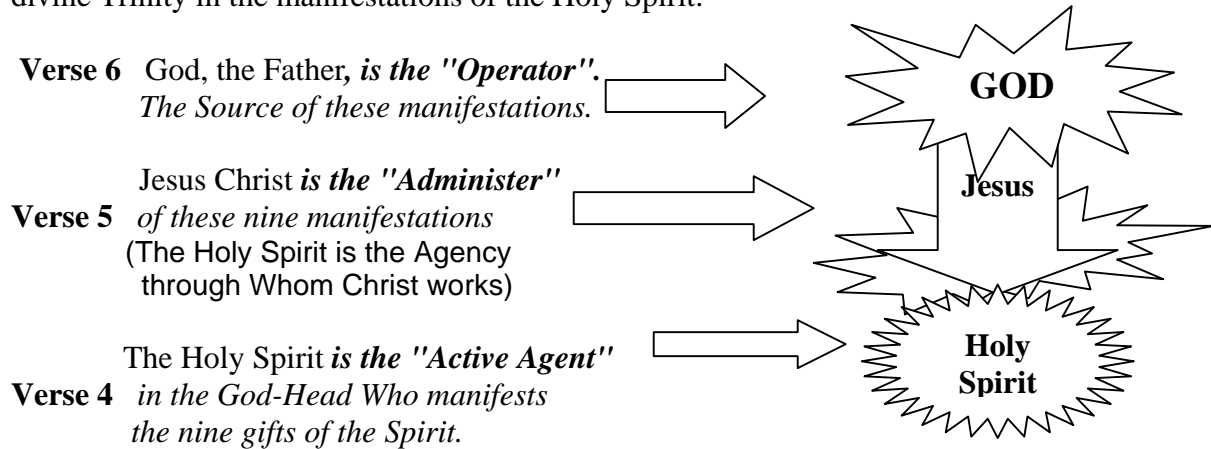 divine Trinity in the manifestations of the Holy Spirit.
Verse 6 God, the Father, is the "Operator".
The Source of these manifestations.
GOD
Jesus Christ is the "Administer"
Verse 5 of these nine manifestations
(The Holy Spirit is the Agency
through Whom Christ works)
Jesus
The Holy Spirit is the "Active Agent"
Verse 4 in the God-Head Who manifests
the nine gifts of the Spirit.
Holy
Spirit